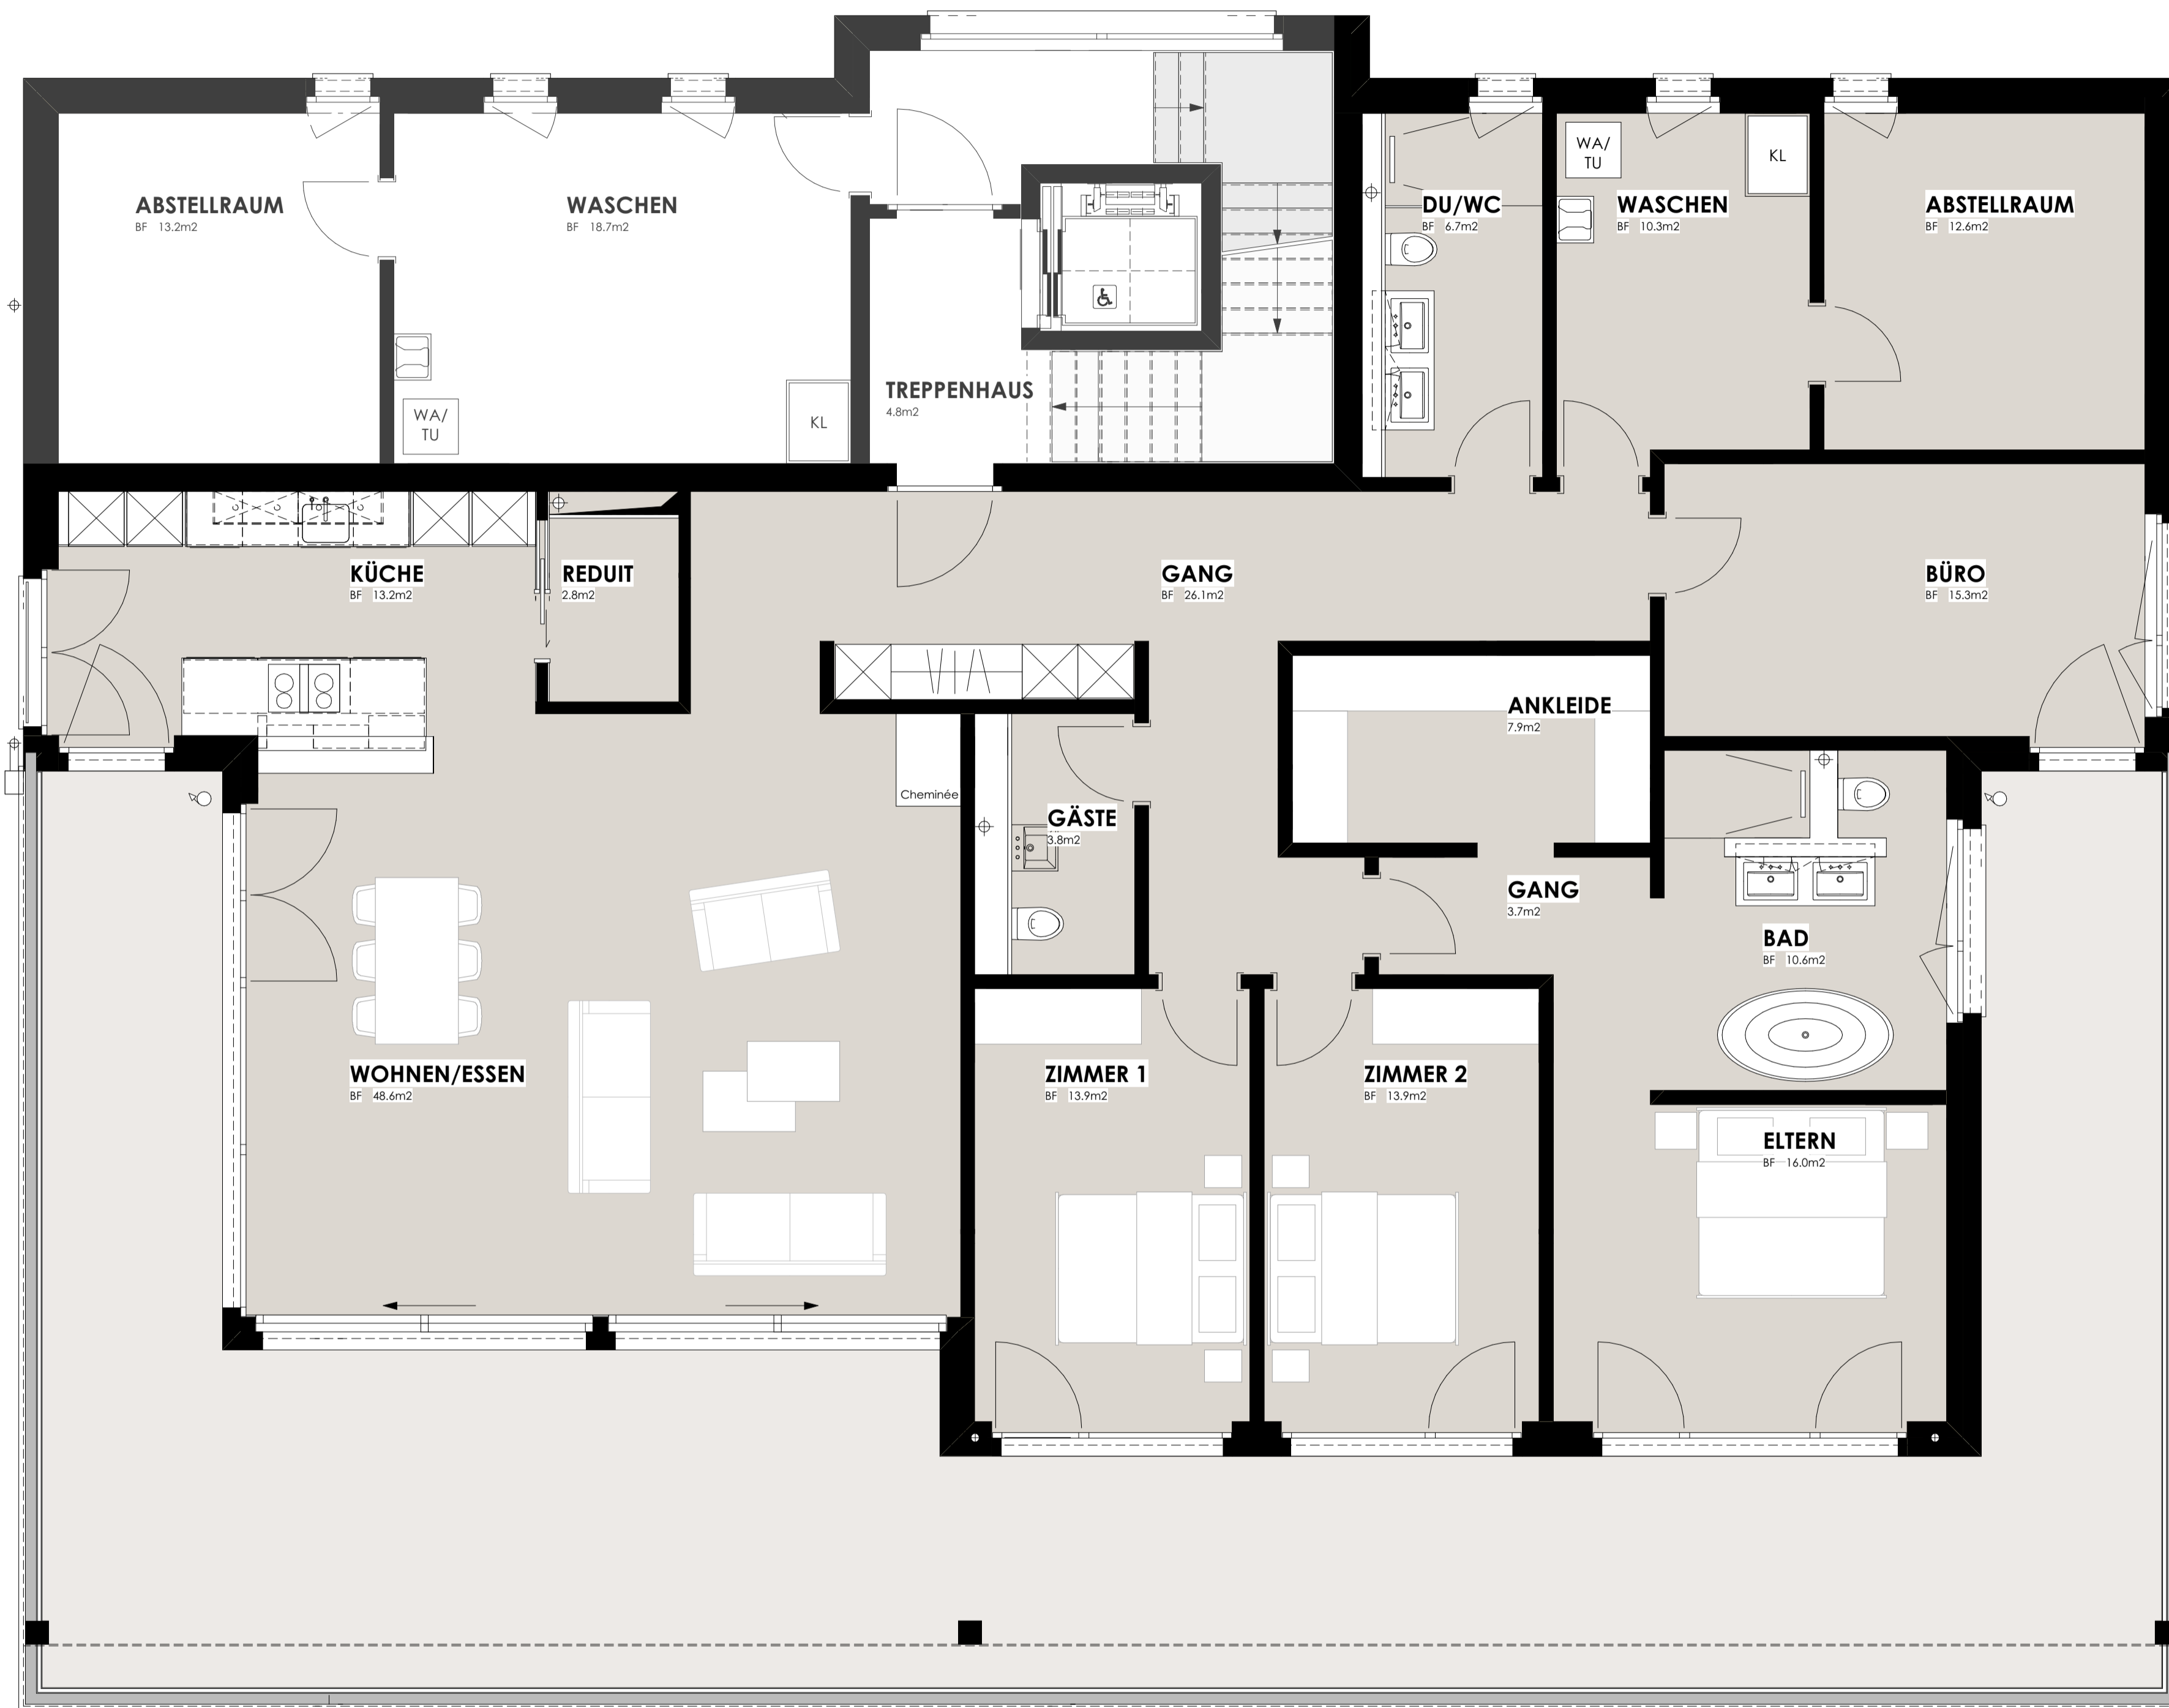 ABSTELLRAUM
BF 13.2m2
WASCHEN
BF 18.7m2
WA/
TU
KL
TREPPENHAUS
4.8m2
DU/WC
BF 6.7m2
WA/
TU
KL
WASCHEN
BF 10.3m2
ABSTELLRAUM
BF 12.6m2
KÜCHE
BF 13.2m2
REDUIT
2.8m2
GANG
BF 26.1m2
BÜRO
BF 15.3m2
ANKLEIDE
7.9m2
Cheminée
GÄSTE
3.8m2
GANG
3.7m2
BAD
BF 10.6m2
WOHNEN/ESSEN
BF 48.6m2
ZIMMER 1
BF 13.9m2
ZIMMER 2
BF 13.9m2
ELTERN
BF 16.0m2